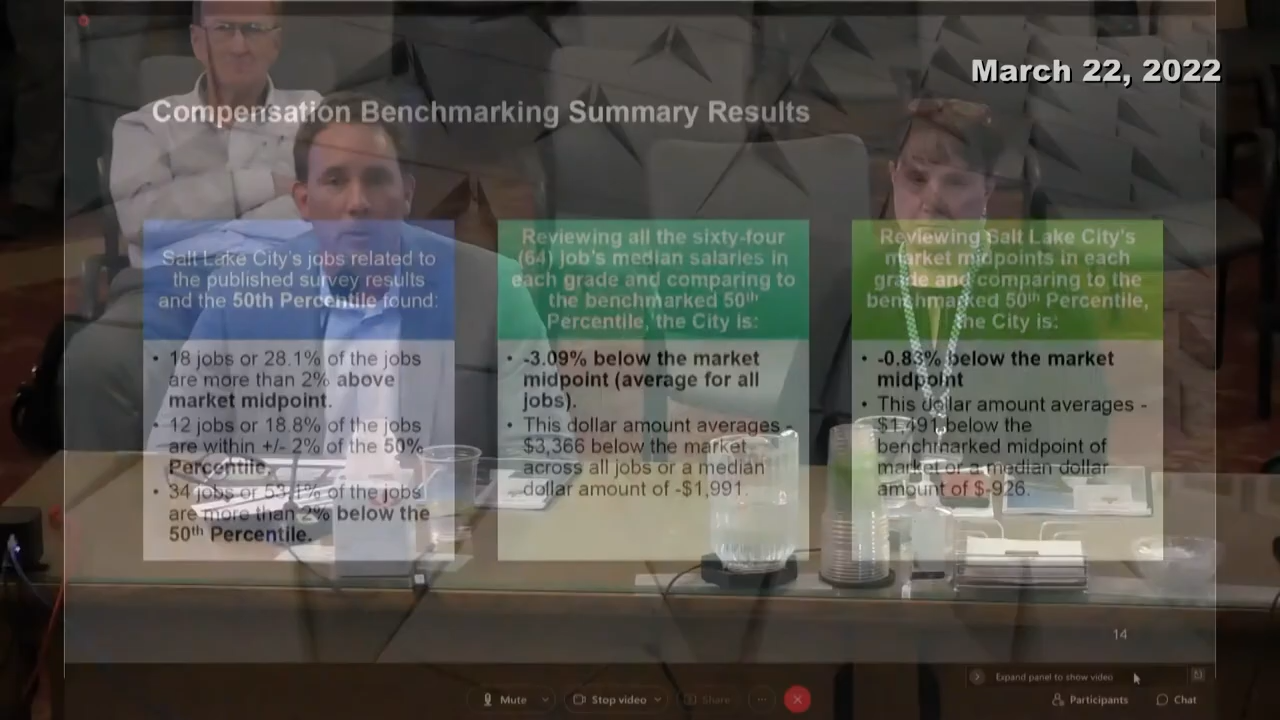 March 22, 2022
Compensation Benchmarking Summary Results
Salt Lake City's jobs related to
the published survey results
and the 50th Percentile found:
• 18 jobs or 28.1% of the jobs
are more than 2% above
market midpoint.
• 12 jobs or 18.8% of the jobs
are within +/- 2% of the 50%
Percentile.
• 34 jobs or 53.1% of the jobs
are more than 2% below the
50th Percentile.
Reviewing all the sixty-four
(64) job's median salaries in
each grade and comparing to
the benchmarked 50th
Percentile, the City is:
• -3.09% below the market
midpoint (average for all
jobs).
• This dollar amount averages -
$3,366 below the market
across all jobs or a median
dollar amount of -$1,991.
Reviewing Salt Lake City's
market midpoints in each
grade and comparing to the
benchmarked 50th Percentile,
the City is:
• -0.83% below the market
midpoint
• This dollar amount averages -
$1,491 below the
benchmarked midpoint of
market or a median dollar
amount of $-926.
14
Expand panel to show video
Mute
Stop video
Share
Participants
Chat